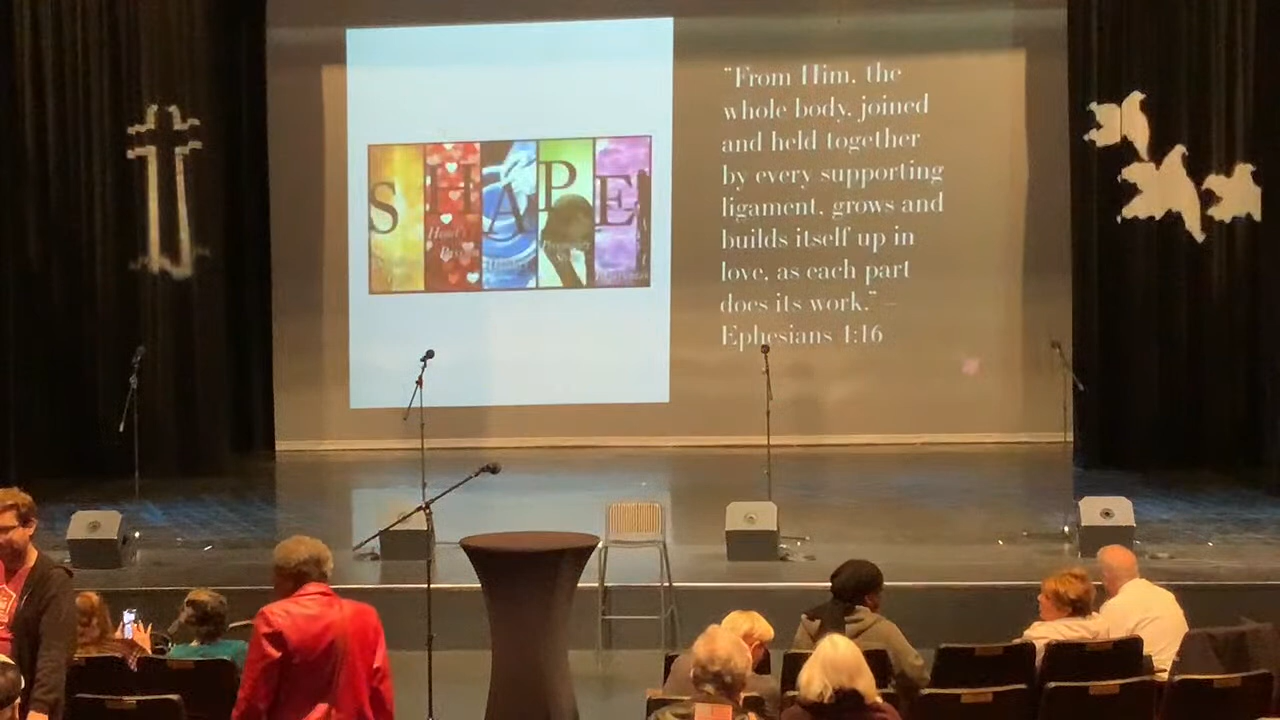 SHAPE
"From Him, the
whole body, joined
and held together
by every supporting
ligament, grows and
builds itself up in
love, as each part
does its work." –
Ephesians 4:16